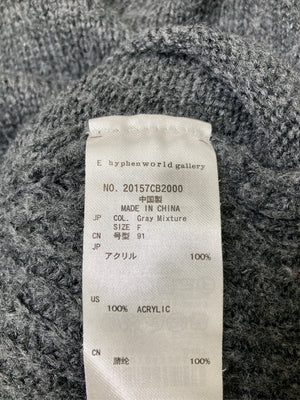 E hyphenworld gallery
NO. 20157CB2000
中国製
MADE IN CHINA
JP COL. Gray Mixture
SIZE F
CN 号型 91
JP
アクリル 100%
US
100% ACRYLIC
CN
腈纶 100%